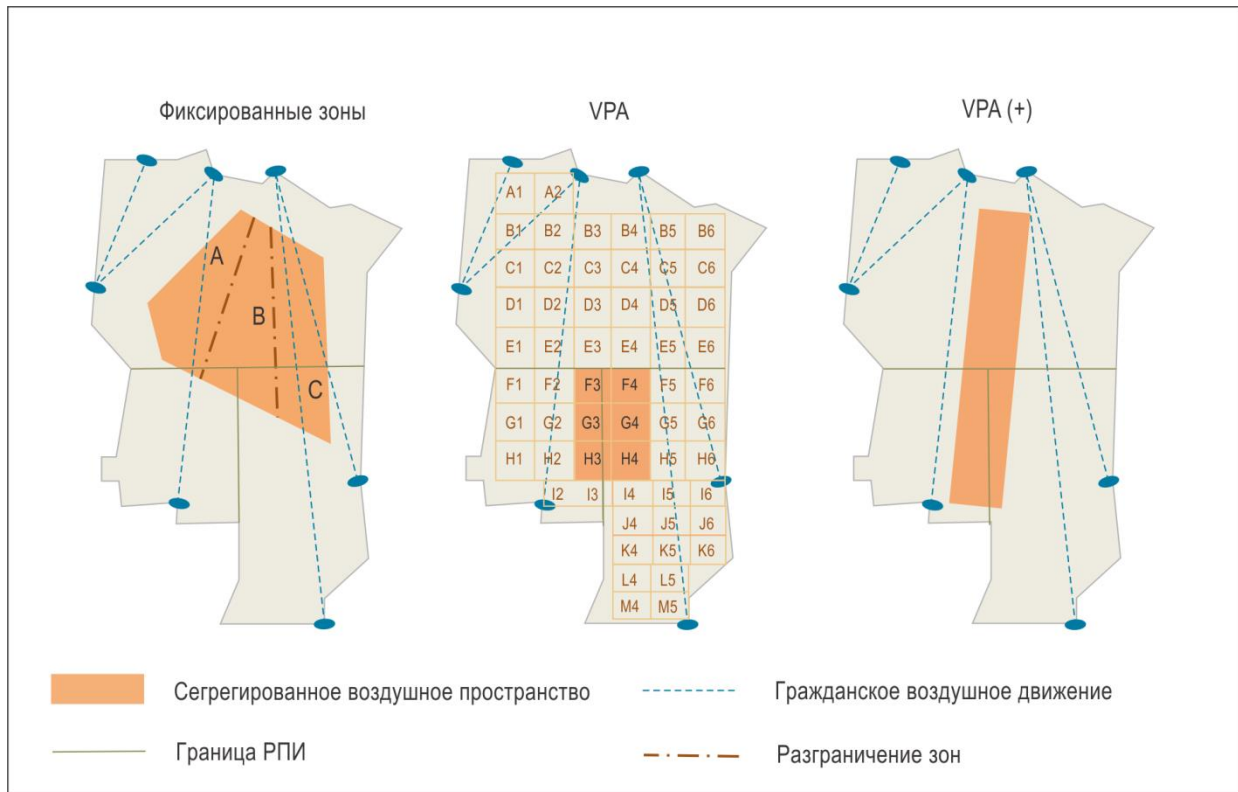 Фиксированные зоны
VPA
VPA (+)
A
B
C
A1 A2
B1 B2 B3 B4 B5 B6
C1 C2 C3 C4 C5 C6
D1 D2 D3 D4 D5 D6
E1 E2 E3 E4 E5 E6
F1 F2 F3 F4 F5 F6
G1 G2 G3 G4 G5 G6
H1 H2 H3 H4 H5 H6
I2 I3 I4 I5 I6
J4 J5 J6
K4 K5 K6
L4 L5
M4 M5
Сегрегированное воздушное пространство
Гражданское воздушное движение
Граница РПИ
Разграничение зон